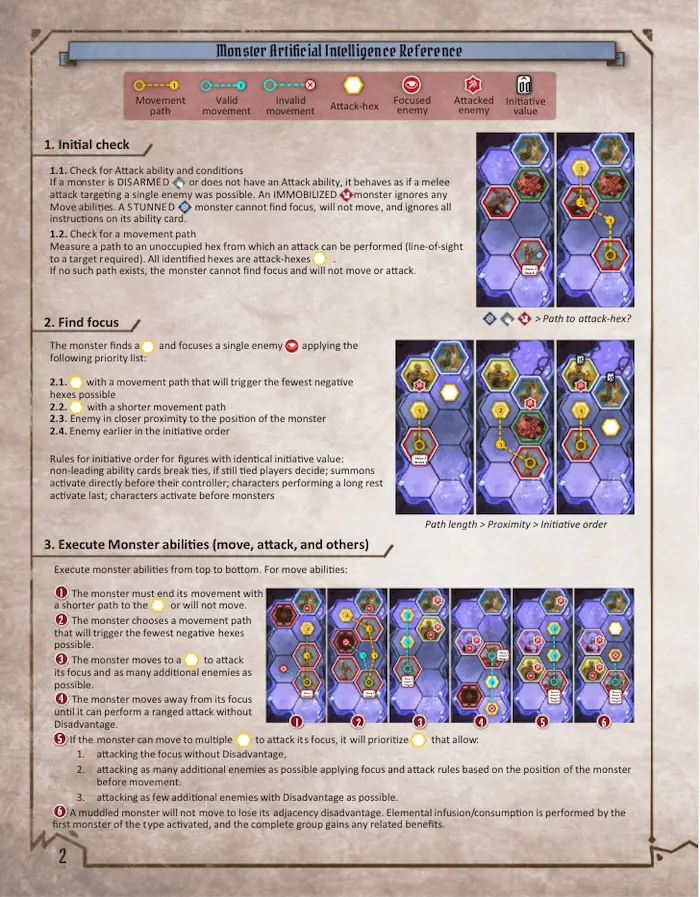 Monster Artificial Intelligence Reference
Movement path
Valid movement
Invalid movement
Attack-hex
Focused enemy
Attacked enemy
Initiative value
1. Initial check
1.1. Check for Attack ability and conditions
If a monster is DISARMED or does not have an Attack ability, it behaves as if a melee
attack targeting a single enemy was possible. An IMMOBILIZED monster ignores any
Move abilities. A STUNNED monster cannot find focus, will not move, and ignores all
instructions on its ability card.
1.2. Check for a movement path
Measure a path to an unoccupied hex from which an attack can be performed (line-of-sight
to a target required). All identified hexes are attack-hexes .
If no such path exists, the monster cannot find focus and will not move or attack.
> Path to attack-hex?
2. Find focus
The monster finds a and focuses a single enemy applying the
following priority list:
2.1. with a movement path that will trigger the fewest negative
hexes possible
2.2. with a shorter movement path
2.3. Enemy in closer proximity to the position of the monster
2.4. Enemy earlier in the initiative order
Rules for initiative order for figures with identical initiative value:
non-leading ability cards break ties, if still tied players decide; summons
activate directly before their controller; characters performing a long rest
activate last; characters activate before monsters
Path length > Proximity > Initiative order
3. Execute Monster abilities (move, attack, and others)
Execute monster abilities from top to bottom. For move abilities:
1 The monster must end its movement with
a shorter path to the or will not move.
2 The monster chooses a movement path
that will trigger the fewest negative hexes
possible.
3 The monster moves to a to attack
its focus and as many additional enemies as
possible.
4 The monster moves away from its focus
until it can perform a ranged attack without
Disadvantage.
1 2 3 4 5 6
5 If the monster can move to multiple to attack its focus, it will prioritize that allow:
1. attacking the focus without Disadvantage,
2. attacking as many additional enemies as possible applying focus and attack rules based on the position of the monster
before movement.
3. attacking as few additional enemies with Disadvantage as possible.
6 A muddled monster will not move to lose its adjacency disadvantage. Elemental infusion/consumption is performed by the
first monster of the type activated, and the complete group gains any related benefits.
2